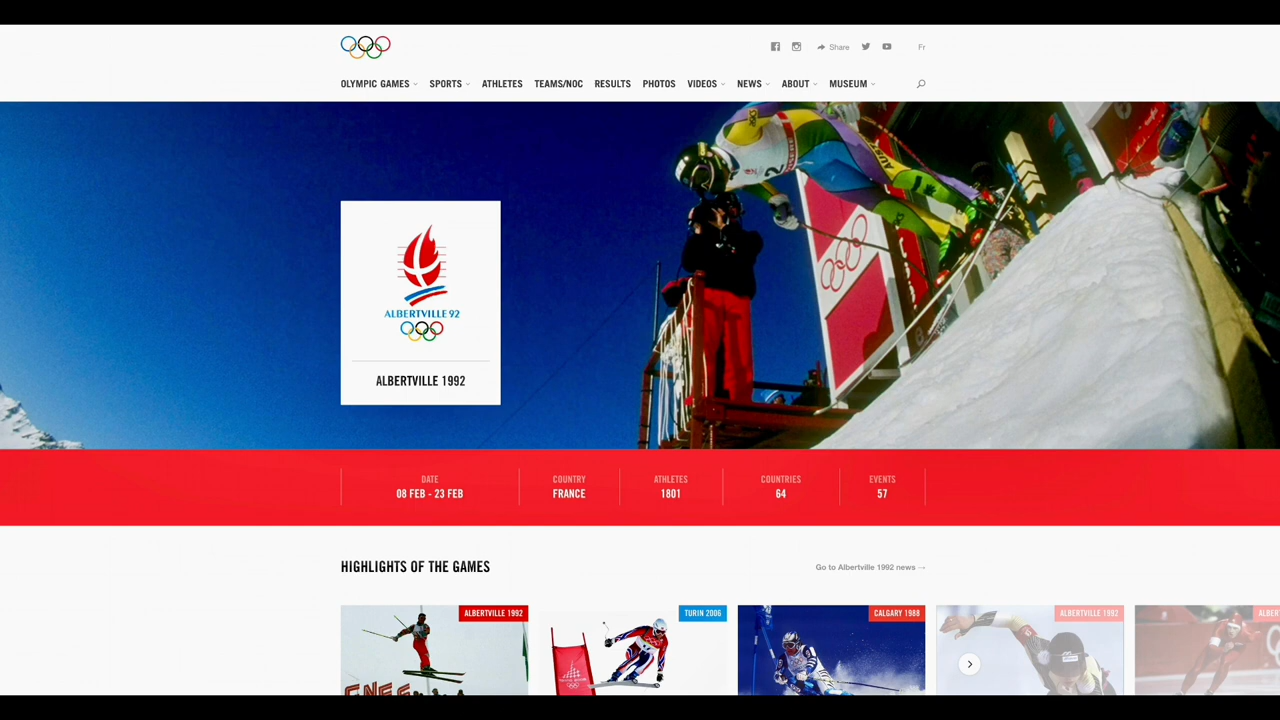 Share
Fr
OLYMPIC GAMES SPORTS ATHLETES TEAMS/NOC RESULTS PHOTOS VIDEOS NEWS ABOUT MUSEUM
AUS
ALBERTVILLE 92
ALBERTVILLE 1992
DATE COUNTRY ATHLETES COUNTRIES EVENTS
08 FEB - 23 FEB FRANCE 1801 64 57
HIGHLIGHTS OF THE GAMES
Go to Albertville 1992 news →
ALBERTVILLE 1992 TURIN 2006 CALGARY 1988 ALBERTVILLE 1992